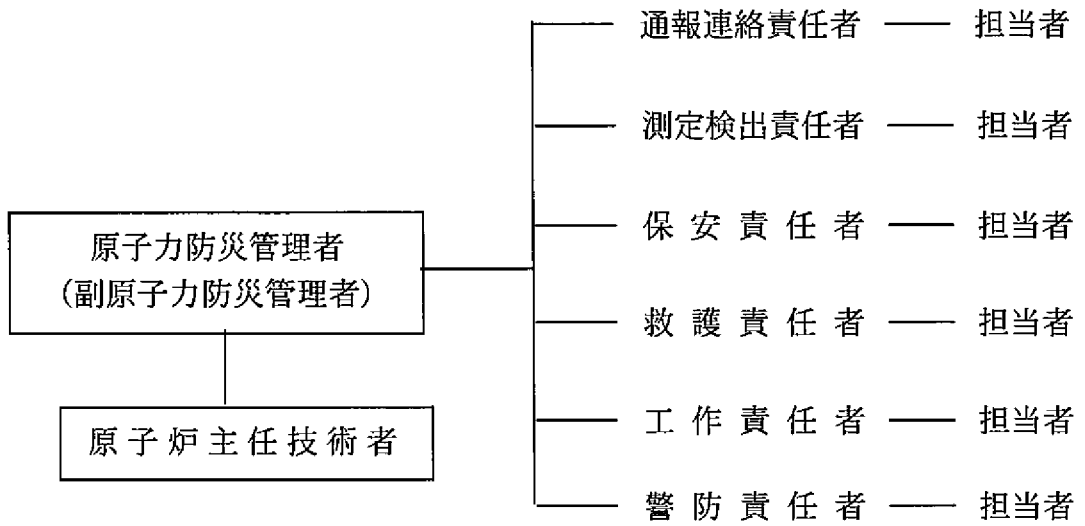 通報連絡責任者 担当者
測定検出責任者 担当者
保安責任者 担当者
原子力防災管理者
(副原子力防災管理者)
救護責任者 担当者
工作責任者 担当者
原子炉主任技術者
警防責任者 担当者